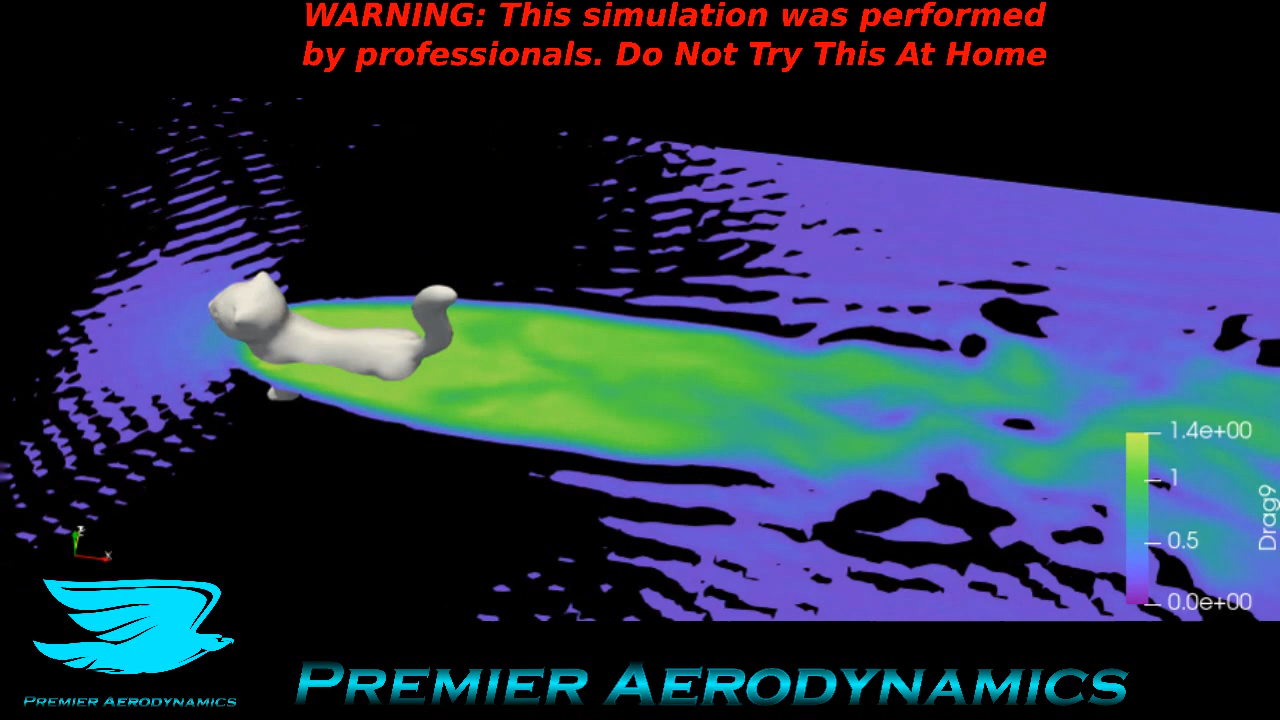 WARNING: This simulation was performed
by professionals. Do Not Try This At Home
1.4e+00
1
0.5
0.0e+00
Drag9
Z
X
PREMIER AERODYNAMICS
PREMIER AERODYNAMICS